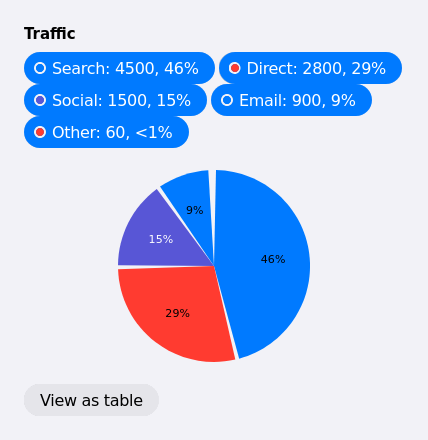 Traffic
Search: 4500, 46% Direct: 2800, 29%
Social: 1500, 15% Email: 900, 9%
Other: 60, <1%
9%
15%
46%
29%
View as table